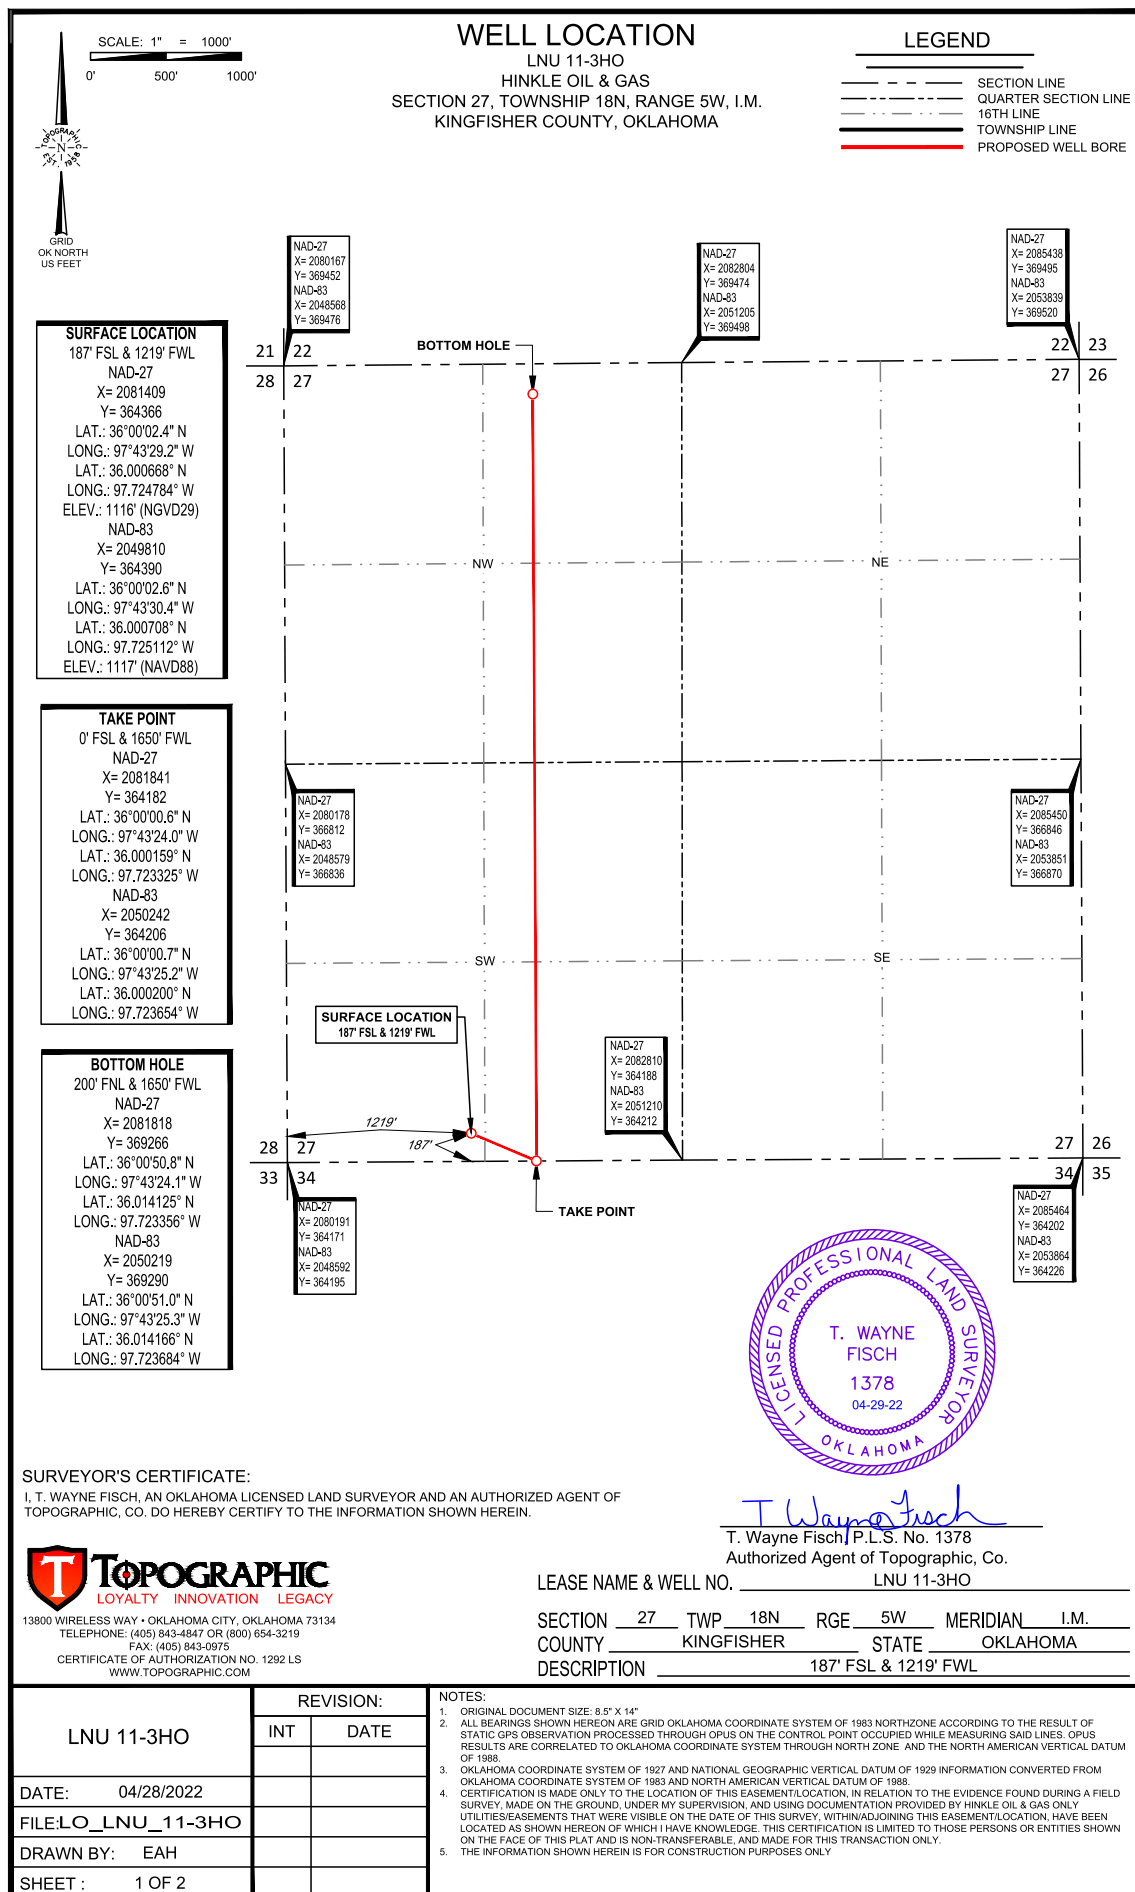 SCALE: 1" = 1000'
0' 500' 1000'
TOPOGRAPHIC
N
EST. 1958
GRID
OK NORTH
US FEET
WELL LOCATION
LNU 11-3HO
HINKLE OIL & GAS
SECTION 27, TOWNSHIP 18N, RANGE 5W, I.M.
KINGFISHER COUNTY, OKLAHOMA
LEGEND
SECTION LINE
QUARTER SECTION LINE
16TH LINE
TOWNSHIP LINE
PROPOSED WELL BORE
NAD-27
X= 2080167
Y= 369452
NAD-83
X= 2048568
Y= 369476
NAD-27
X= 2082804
Y= 369474
NAD-83
X= 2051205
Y= 369498
NAD-27
X= 2085438
Y= 369495
NAD-83
X= 2053839
Y= 369520
21 22
28 27
BOTTOM HOLE
22 23
27 26
SURFACE LOCATION
187' FSL & 1219' FWL
NAD-27
X= 2081409
Y= 364366
LAT.: 36°00'02.4" N
LONG.: 97°43'29.2" W
LAT.: 36.000668° N
LONG.: 97.724784° W
ELEV.: 1116' (NGVD29)
NAD-83
X= 2049810
Y= 364390
LAT.: 36°00'02.6" N
LONG.: 97°43'30.4" W
LAT.: 36.000708° N
LONG.: 97.725112° W
ELEV.: 1117' (NAVD88)
NW
NE
TAKE POINT
0' FSL & 1650' FWL
NAD-27
X= 2081841
Y= 364182
LAT.: 36°00'00.6" N
LONG.: 97°43'24.0" W
LAT.: 36.000159° N
LONG.: 97.723325° W
NAD-83
X= 2050242
Y= 364206
LAT.: 36°00'00.7" N
LONG.: 97°43'25.2" W
LAT.: 36.000200° N
LONG.: 97.723654° W
NAD-27
X= 2080178
Y= 366812
NAD-83
X= 2048579
Y= 366836
NAD-27
X= 2085450
Y= 366846
NAD-83
X= 2053851
Y= 366870
SW
SE
SURFACE LOCATION
187' FSL & 1219' FWL
NAD-27
X= 2082810
Y= 364188
NAD-83
X= 2051210
Y= 364212
1219'
187'
BOTTOM HOLE
200' FNL & 1650' FWL
NAD-27
X= 2081818
Y= 369266
LAT.: 36°00'50.8" N
LONG.: 97°43'24.1" W
LAT.: 36.014125° N
LONG.: 97.723356° W
NAD-83
X= 2050219
Y= 369290
LAT.: 36°00'51.0" N
LONG.: 97°43'25.3" W
LAT.: 36.014166° N
LONG.: 97.723684° W
28 27
33 34
27 26
34 35
NAD-27
X= 2080191
Y= 364171
NAD-83
X= 2048592
Y= 364195
TAKE POINT
NAD-27
X= 2085464
Y= 364202
NAD-83
X= 2053864
Y= 364226
LICENSED PROFESSIONAL LAND SURVEYOR
T. WAYNE
FISCH
1378
04-29-22
OKLAHOMA
SURVEYOR'S CERTIFICATE:
I, T. WAYNE FISCH, AN OKLAHOMA LICENSED LAND SURVEYOR AND AN AUTHORIZED AGENT OF
TOPOGRAPHIC, CO. DO HEREBY CERTIFY TO THE INFORMATION SHOWN HEREIN.
T Wayne Fisch
T. Wayne Fisch, P.L.S. No. 1378
Authorized Agent of Topographic, Co.
T TOPOGRAPHIC
LOYALTY INNOVATION LEGACY
13800 WIRELESS WAY • OKLAHOMA CITY, OKLAHOMA 73134
TELEPHONE: (405) 843-4847 OR (800) 654-3219
FAX: (405) 843-0975
CERTIFICATE OF AUTHORIZATION NO. 1292 LS
WWW.TOPOGRAPHIC.COM
LEASE NAME & WELL NO. LNU 11-3HO
SECTION 27 TWP 18N RGE 5W MERIDIAN I.M.
COUNTY KINGFISHER STATE OKLAHOMA
DESCRIPTION 187' FSL & 1219' FWL
LNU 11-3HO
DATE: 04/28/2022
FILE:LO_LNU_11-3HO
DRAWN BY: EAH
SHEET : 1 OF 2
REVISION:
INT DATE
NOTES:
1. ORIGINAL DOCUMENT SIZE: 8.5" X 14"
2. ALL BEARINGS SHOWN HEREON ARE GRID OKLAHOMA COORDINATE SYSTEM OF 1983 NORTHZONE ACCORDING TO THE RESULT OF
STATIC GPS OBSERVATION PROCESSED THROUGH OPUS ON THE CONTROL POINT OCCUPIED WHILE MEASURING SAID LINES. OPUS
RESULTS ARE CORRELATED TO OKLAHOMA COORDINATE SYSTEM THROUGH NORTH ZONE AND THE NORTH AMERICAN VERTICAL DATUM
OF 1988.
3. OKLAHOMA COORDINATE SYSTEM OF 1927 AND NATIONAL GEOGRAPHIC VERTICAL DATUM OF 1929 INFORMATION CONVERTED FROM
OKLAHOMA COORDINATE SYSTEM OF 1983 AND NORTH AMERICAN VERTICAL DATUM OF 1988.
4. CERTIFICATION IS MADE ONLY TO THE LOCATION OF THIS EASEMENT/LOCATION, IN RELATION TO THE EVIDENCE FOUND DURING A FIELD
SURVEY, MADE ON THE GROUND, UNDER MY SUPERVISION, AND USING DOCUMENTATION PROVIDED BY HINKLE OIL & GAS ONLY
UTILITIES/EASEMENTS THAT WERE VISIBLE ON THE DATE OF THIS SURVEY, WITHIN/ADJOINING THIS EASEMENT/LOCATION, HAVE BEEN
LOCATED AS SHOWN HEREON OF WHICH I HAVE KNOWLEDGE. THIS CERTIFICATION IS LIMITED TO THOSE PERSONS OR ENTITIES SHOWN
ON THE FACE OF THIS PLAT AND IS NON-TRANSFERABLE, AND MADE FOR THIS TRANSACTION ONLY.
5. THE INFORMATION SHOWN HEREIN IS FOR CONSTRUCTION PURPOSES ONLY